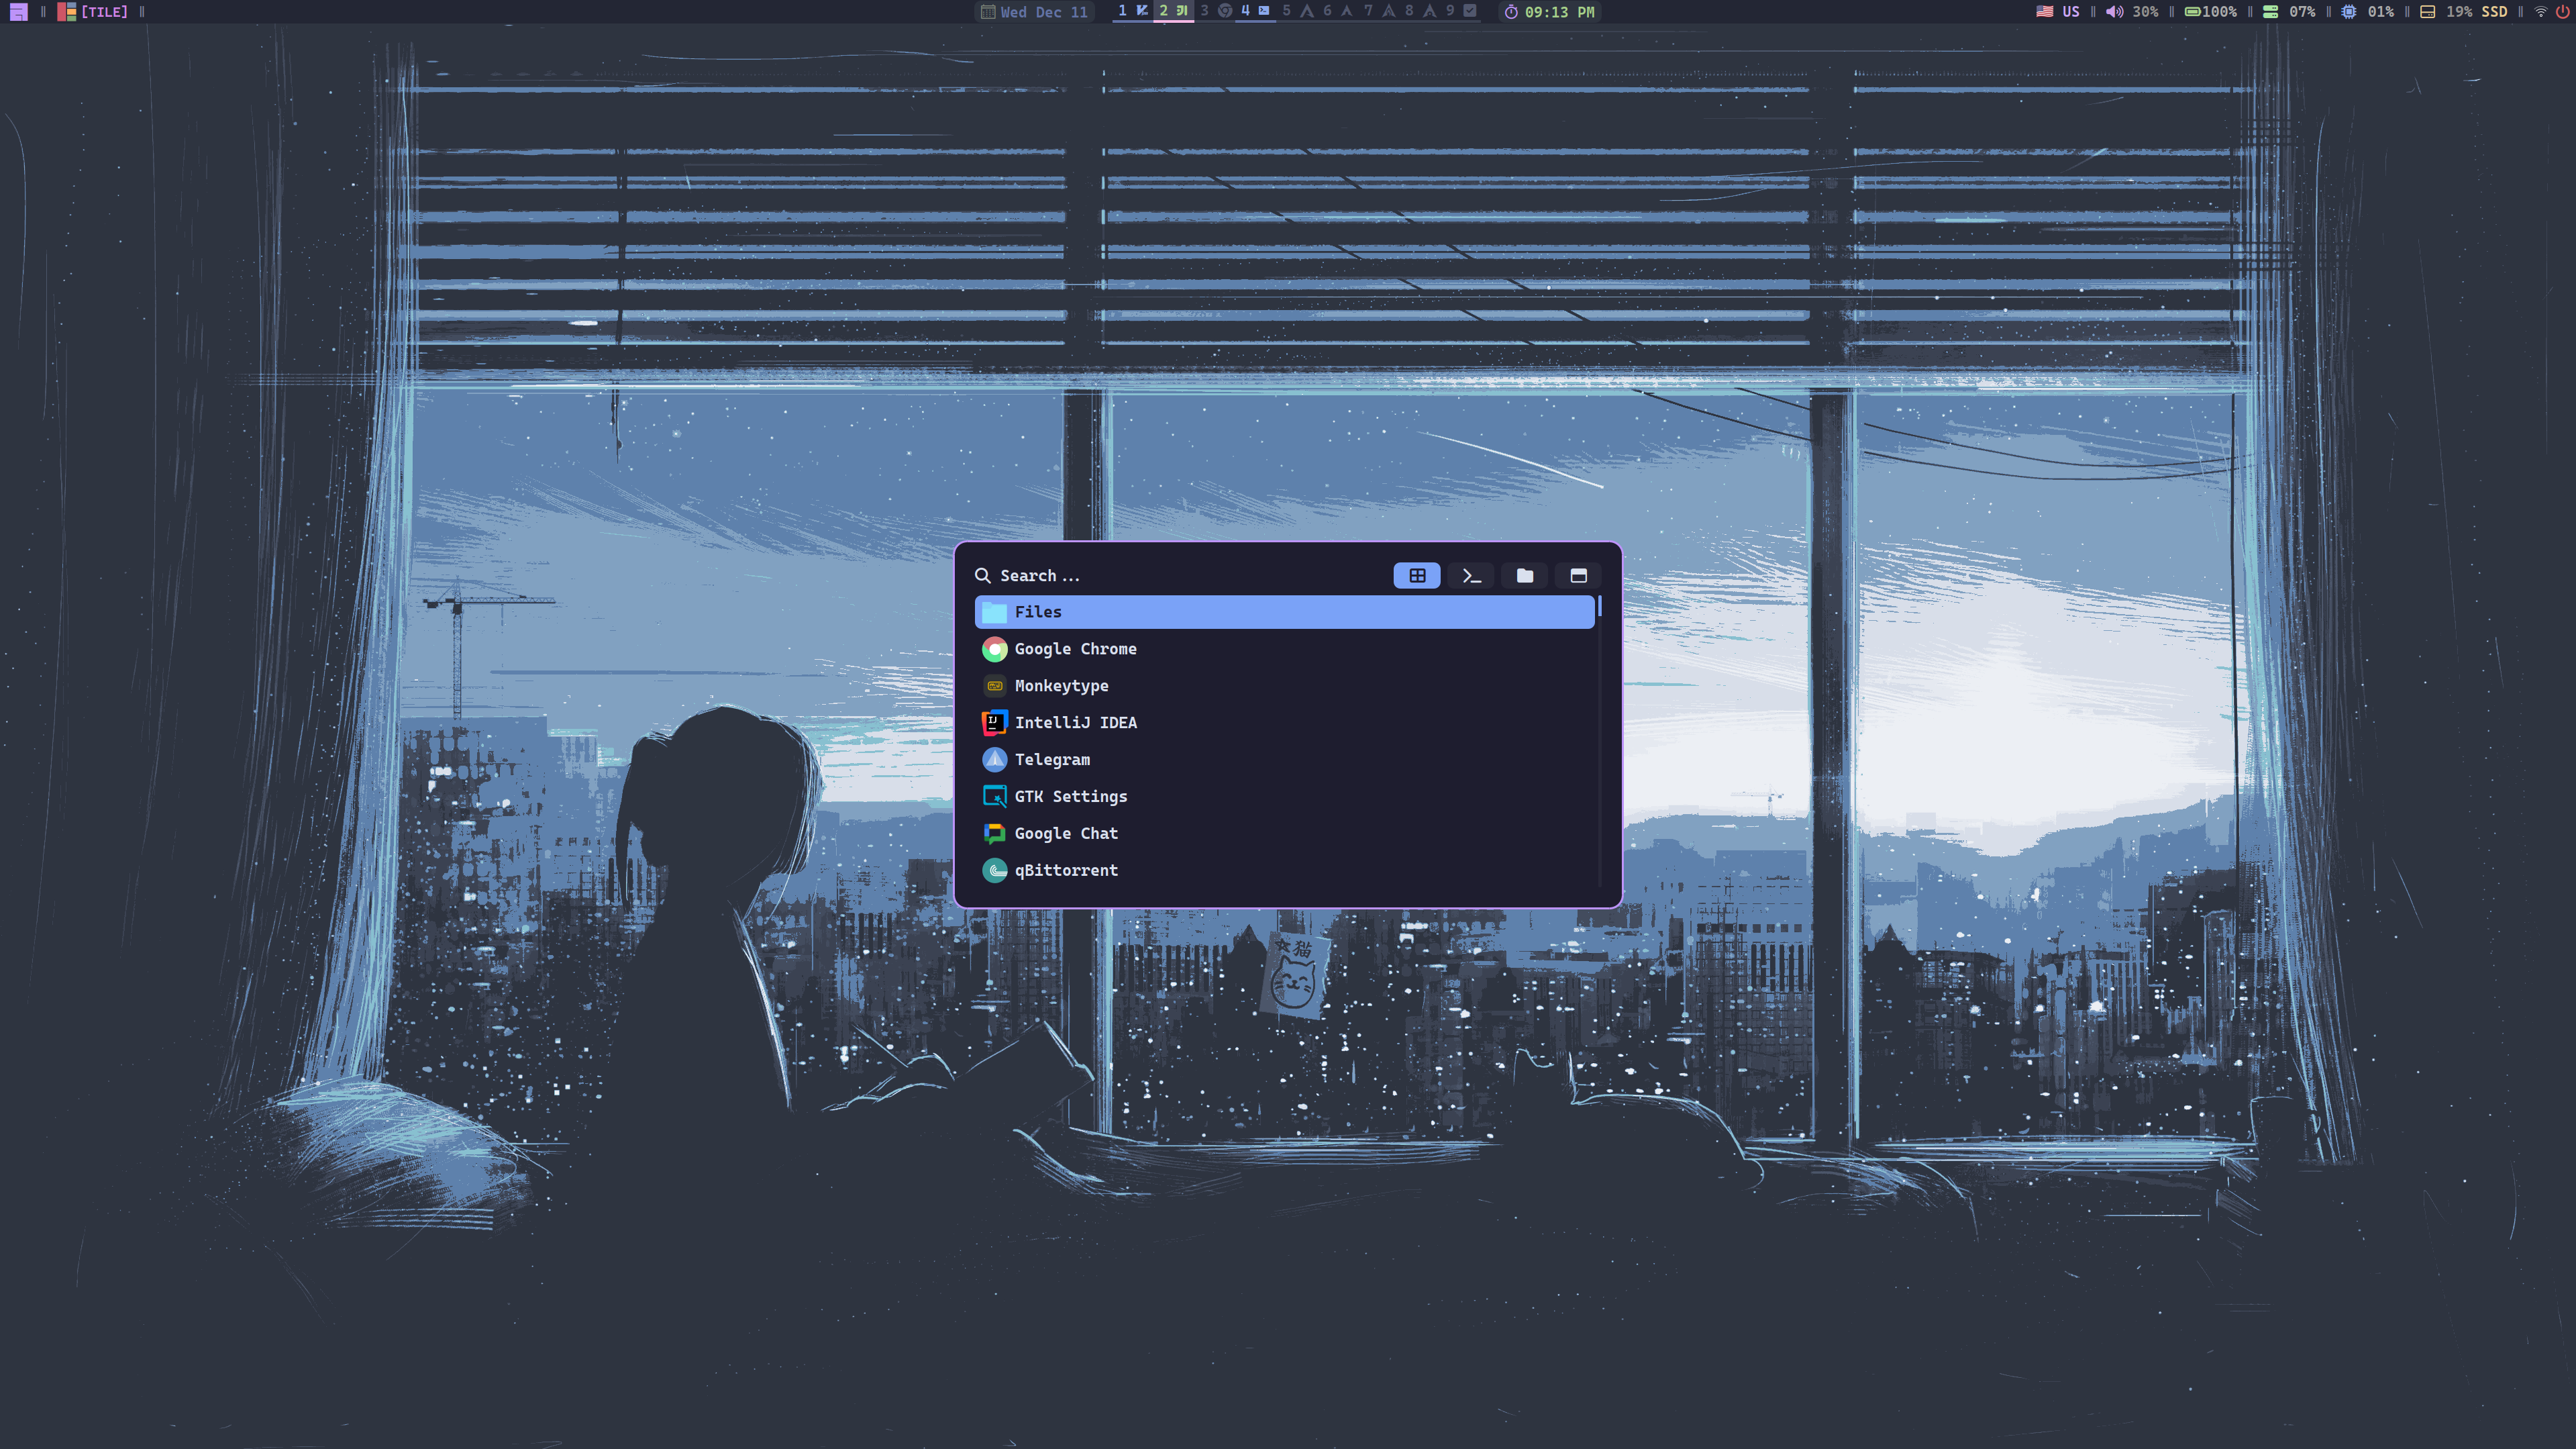 [TILE]
Wed Dec 11
1 2 3 4 5 6 7 8 9
09:13 PM
US 30% 100% 07% 01% 19% SSD
Search ...
Files
Google Chrome
Monkeytype
IntelliJ IDEA
Telegram
GTK Settings
Google Chat
qBittorrent
猫